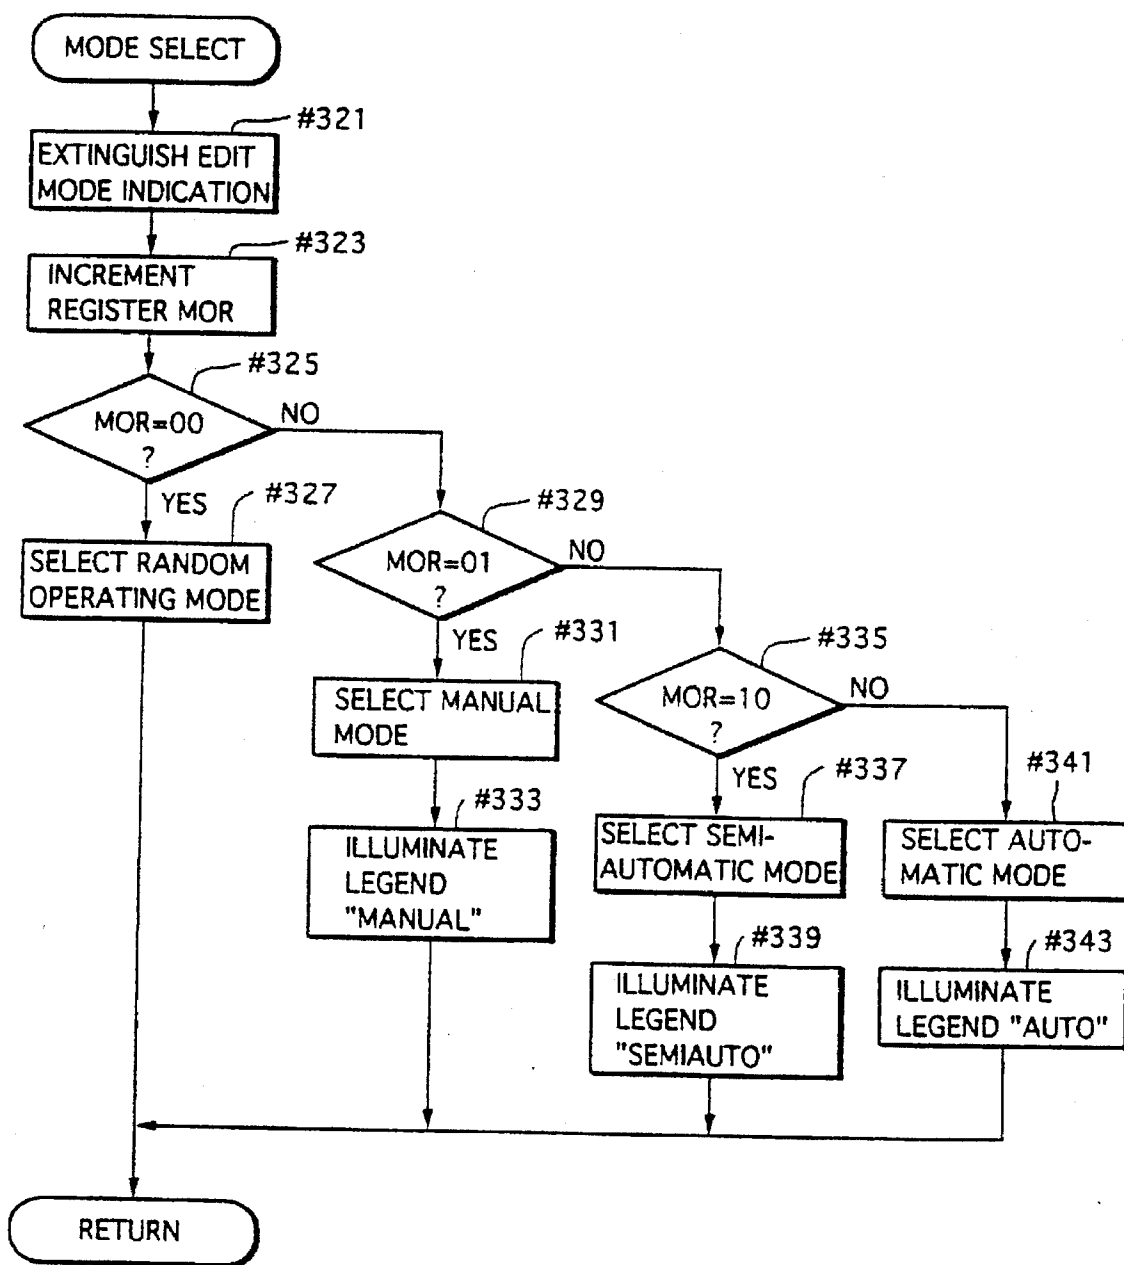 MODE SELECT
#321
EXTINGUISH EDIT
MODE INDICATION
#323
INCREMENT
REGISTER MOR
#325
MOR=00
?
NO
YES
#327
SELECT RANDOM
OPERATING MODE
#329
MOR=01
?
NO
YES
#331
SELECT MANUAL
MODE
#333
ILLUMINATE
LEGEND
"MANUAL"
#335
MOR=10
?
NO
YES
#337
SELECT SEMI-
AUTOMATIC MODE
#339
ILLUMINATE
LEGEND
"SEMIAUTO"
#341
SELECT AUTO-
MATIC MODE
#343
ILLUMINATE
LEGEND "AUTO"
RETURN